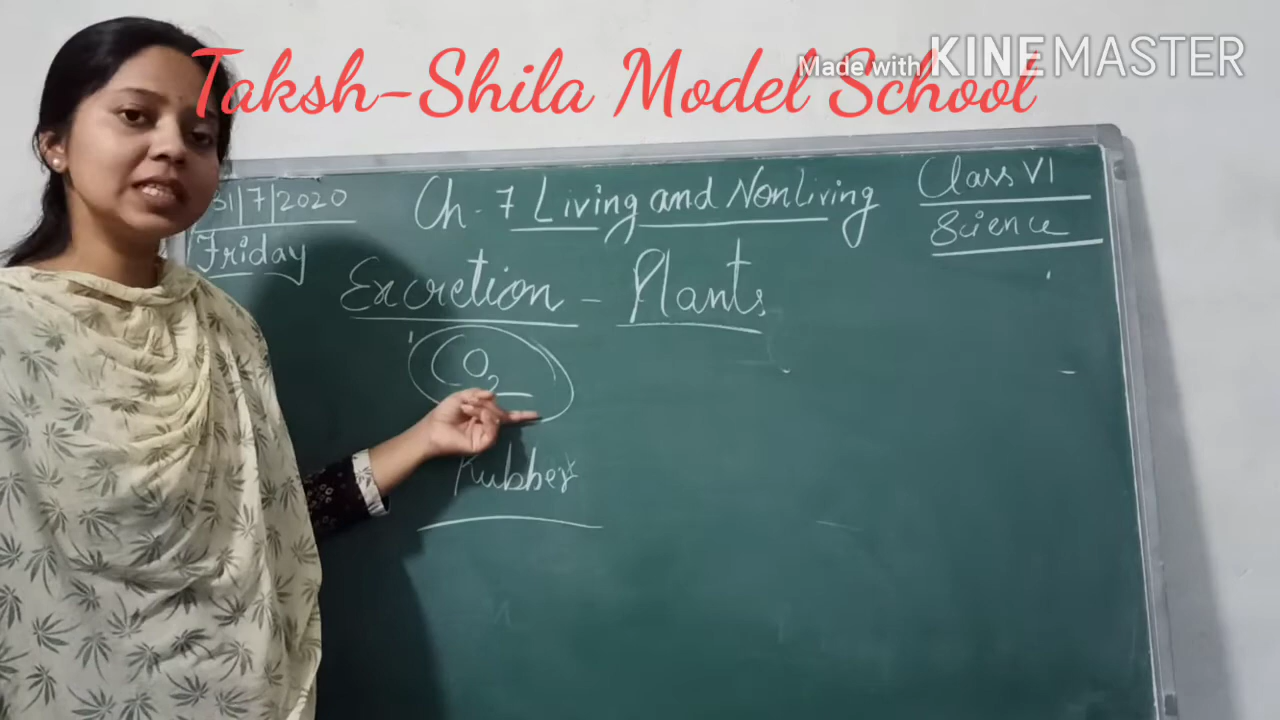 Taksh-Shila Model School
Made with KINEMASTER
31/7/2020
Friday
Ch-7 Living and Nonliving
Class VI
Science
Excretion - Plants
O2
Rubber